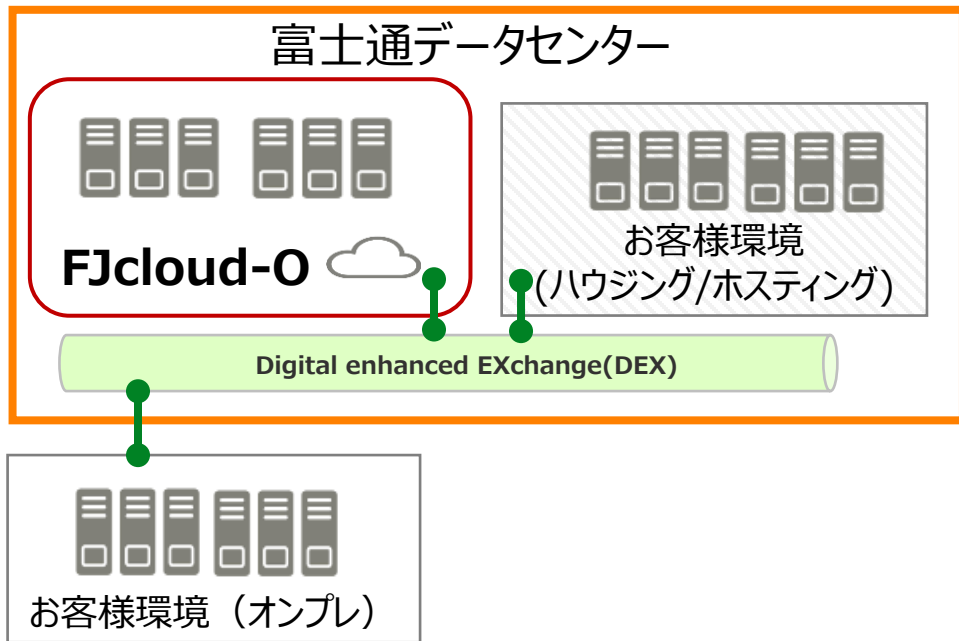 富士通データセンター
FJcloud-O
お客様環境
(ハウジング/ホスティング)
Digital enhanced EXchange(DEX)
お客様環境（オンプレ）